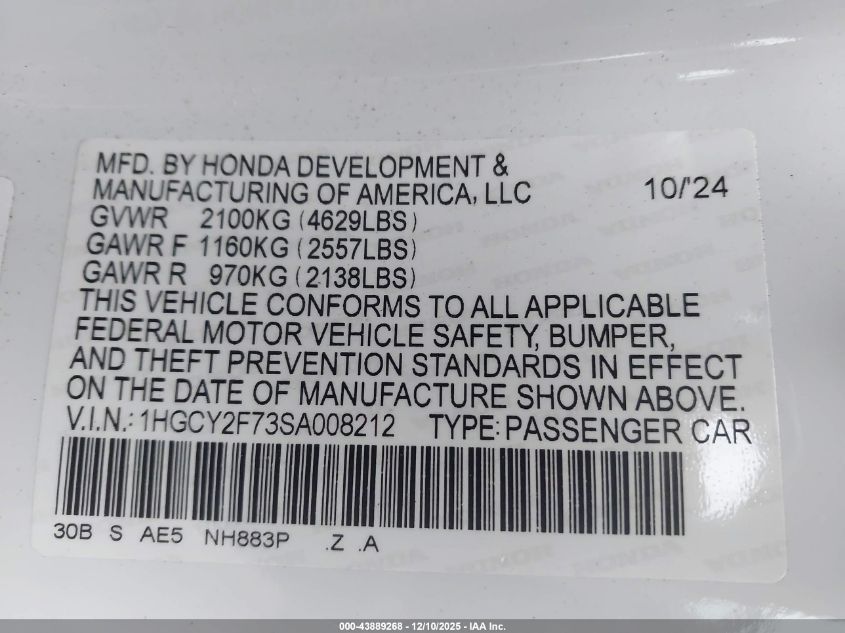 MFD. BY HONDA DEVELOPMENT &
MANUFACTURING OF AMERICA, LLC 10/'24
GVWR 2100KG (4629LBS)
GAWR F 1160KG (2557LBS)
GAWR R 970KG (2138LBS)
THIS VEHICLE CONFORMS TO ALL APPLICABLE
FEDERAL MOTOR VEHICLE SAFETY, BUMPER,
AND THEFT PREVENTION STANDARDS IN EFFECT
ON THE DATE OF MANUFACTURE SHOWN ABOVE.
V.I.N.: 1HGCY2F73SA008212 TYPE: PASSENGER CAR
30B S AE5 NH883P .Z .A
000-43889268 - 12/10/2025 - IAA Inc.